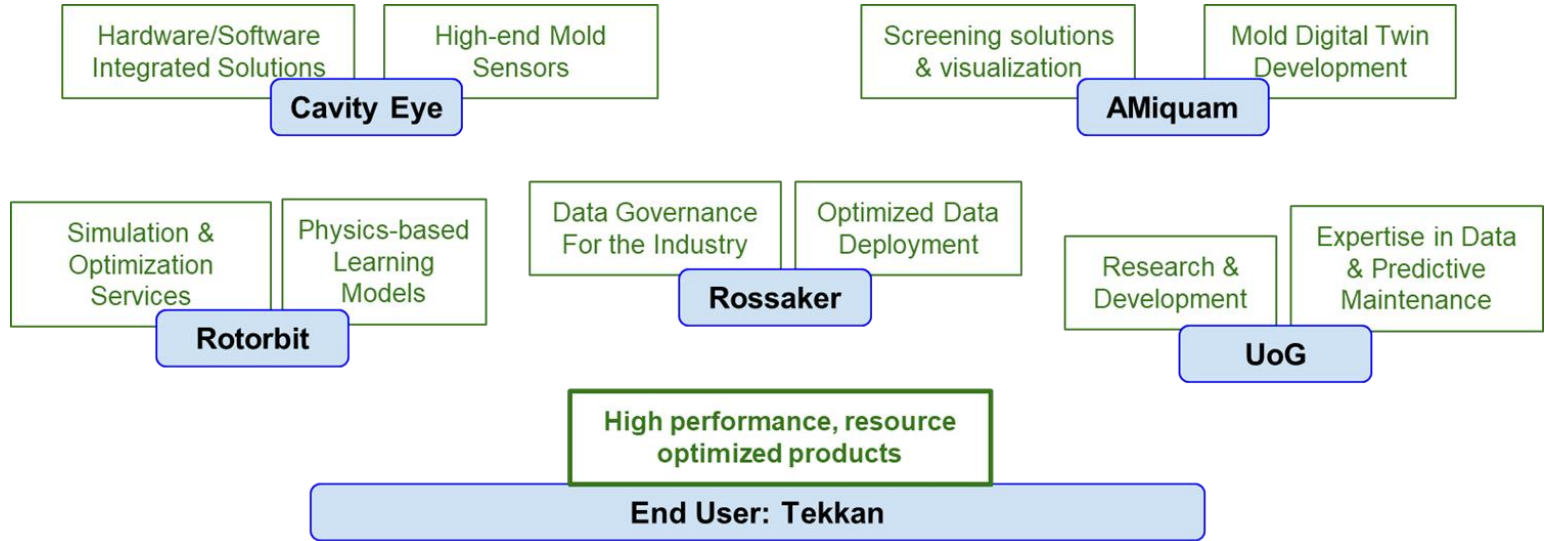 Hardware/Software
Integrated Solutions
High-end Mold
Sensors
Cavity Eye
Screening solutions
& visualization
Mold Digital Twin
Development
AMiquam
Simulation &
Optimization
Services
Physics-based
Learning
Models
Rotorbit
Data Governance
For the Industry
Optimized Data
Deployment
Rossaker
Research &
Development
Expertise in Data
& Predictive
Maintenance
UoG
High performance, resource
optimized products
End User: Tekkan